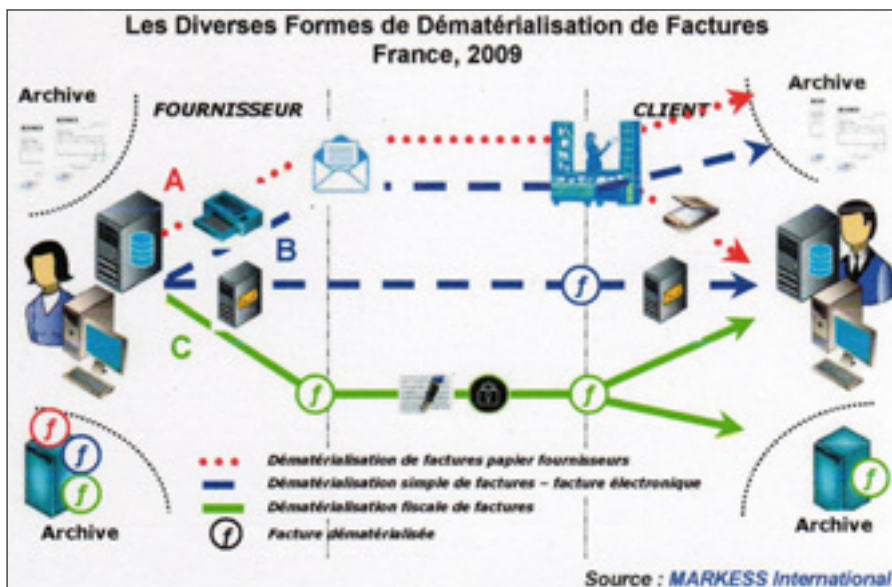 Les Diverses Formes de Dématérialisation de Factures
France, 2009
Archive
FOURNISSEUR
CLIENT
Archive
A
B
C
f
f
f
f
f
f
f
Archive
Dématérialisation de factures papier fournisseurs
Dématérialisation simple de factures – facture électronique
Dématérialisation fiscale de factures
f Facture dématérialisée
Archive
Source : MARKESS International